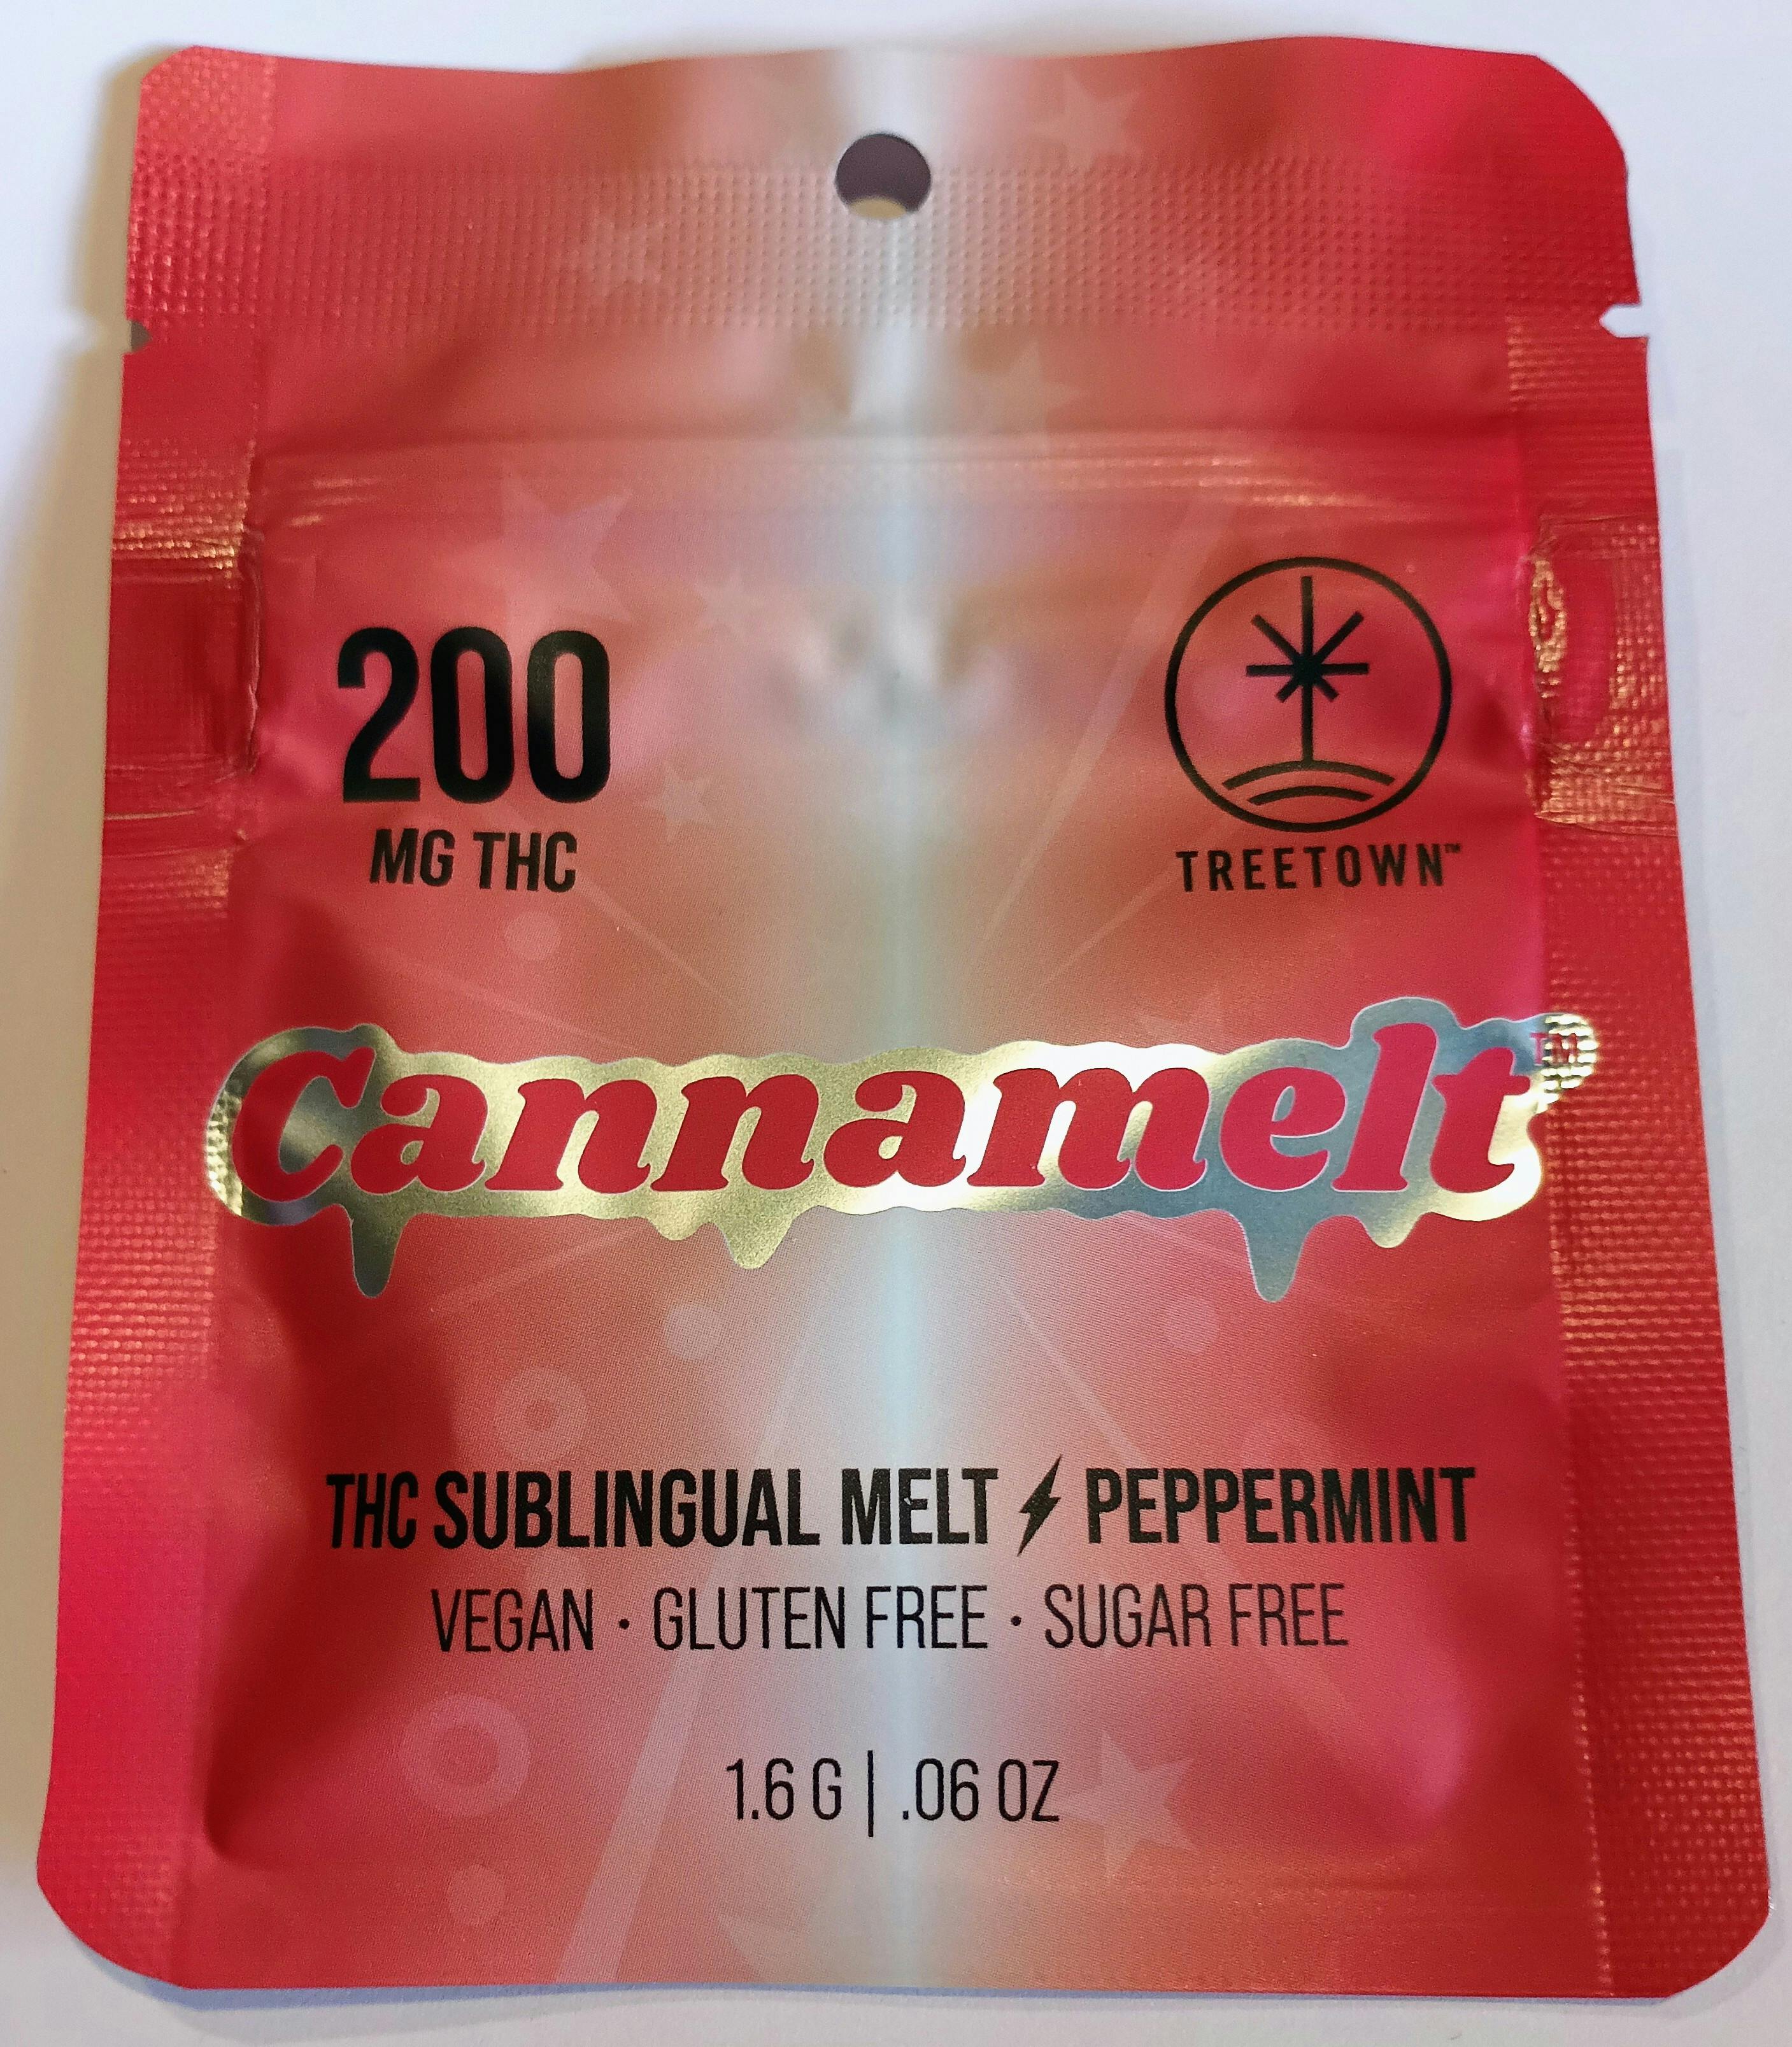 200
MG THC
TREETOWN™
Cannamelt™
THC SUBLINGUAL MELT PEPPERMINT
VEGAN · GLUTEN FREE · SUGAR FREE
1.6 G | .06 OZ